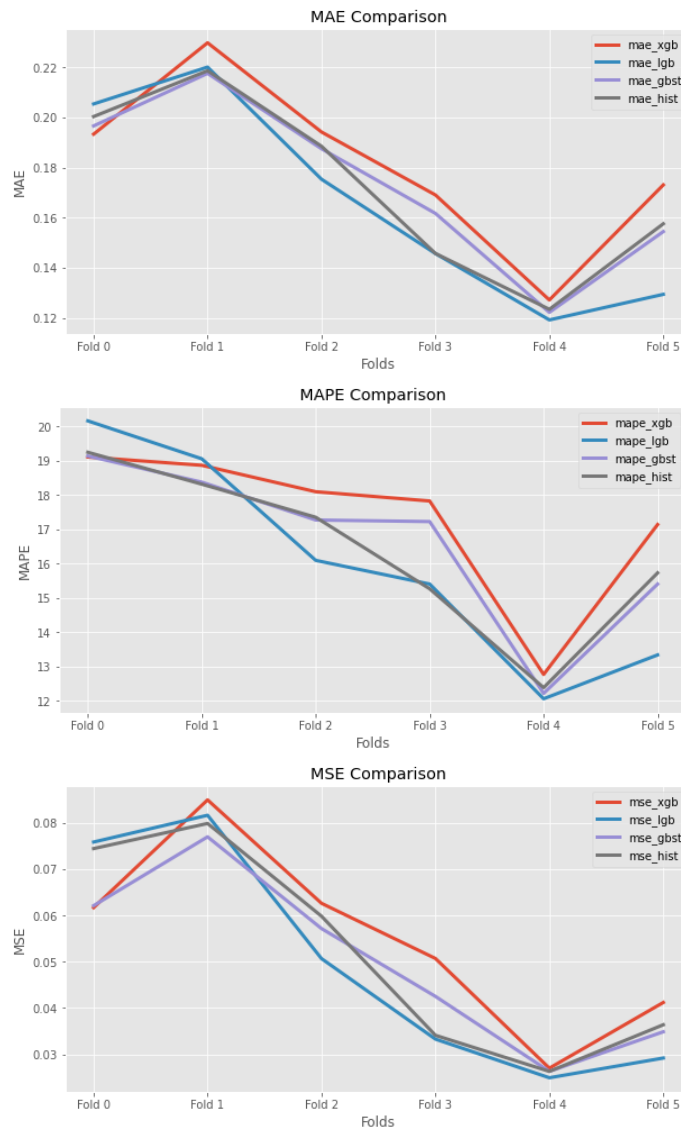 MAE Comparison
mae_xgb
mae_lgb
mae_gbst
mae_hist
0.22
0.20
0.18
0.16
0.14
0.12
MAE
Fold 0 Fold 1 Fold 2 Fold 3 Fold 4 Fold 5
Folds
MAPE Comparison
mape_xgb
mape_lgb
mape_gbst
mape_hist
20
19
18
17
16
15
14
13
12
MAPE
Fold 0 Fold 1 Fold 2 Fold 3 Fold 4 Fold 5
Folds
MSE Comparison
mse_xgb
mse_lgb
mse_gbst
mse_hist
0.08
0.07
0.06
0.05
0.04
0.03
MSE
Fold 0 Fold 1 Fold 2 Fold 3 Fold 4 Fold 5
Folds